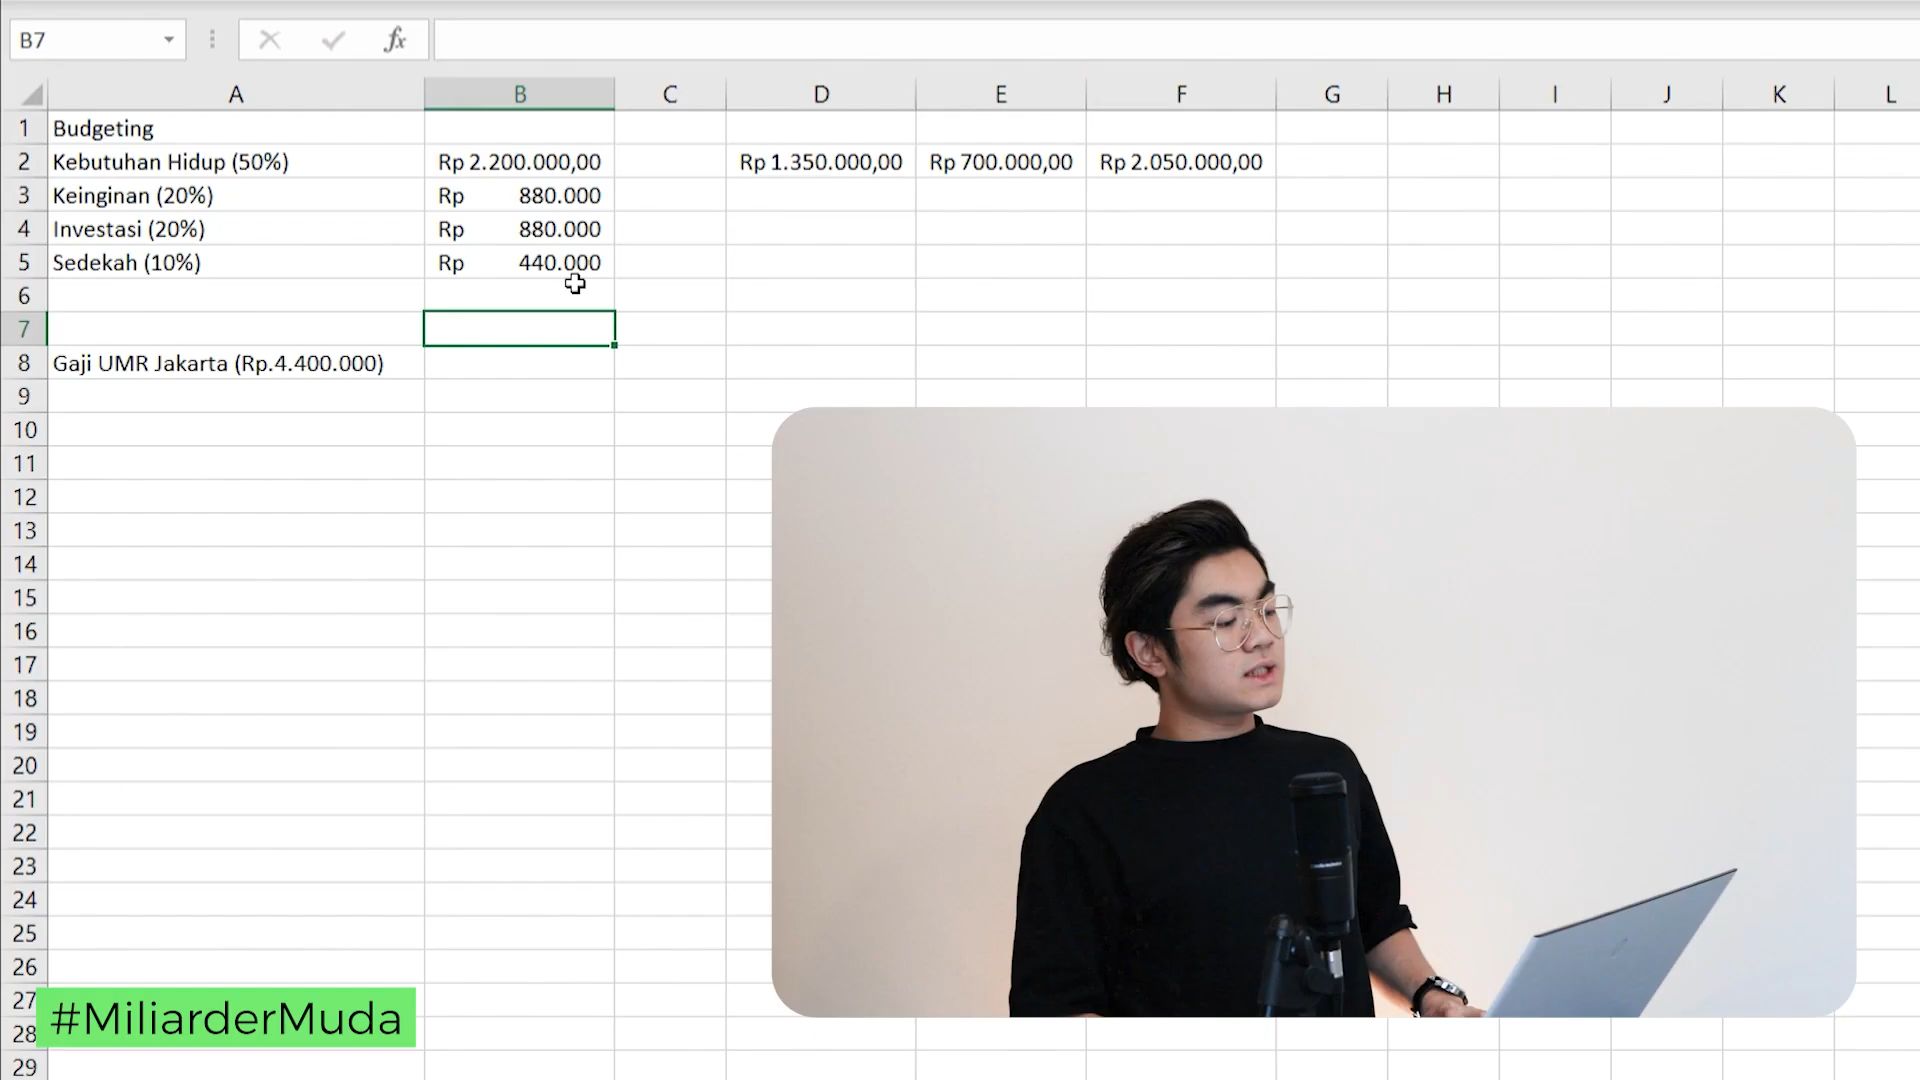 B7
fx
A B C D E F G H I J K L
1 Budgeting
2 Kebutuhan Hidup (50%) Rp 2.200.000,00 Rp 1.350.000,00 Rp 700.000,00 Rp 2.050.000,00
3 Keinginan (20%) Rp 880.000
4 Investasi (20%) Rp 880.000
5 Sedekah (10%) Rp 440.000
6
7
8 Gaji UMR Jakarta (Rp.4.400.000)
9
10
11
12
13
14
15
16
17
18
19
20
21
22
23
24
25
26
27
#MiliarderMuda
28
29